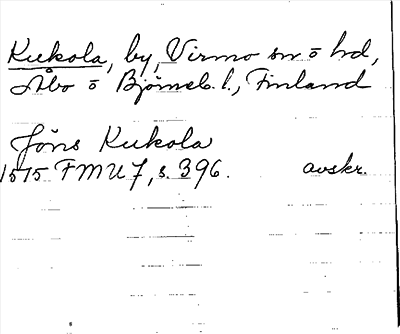 Kukola, by, Virmo sn o hd,
Åbo o Björneb. l., Finland
Jöns Kukola
1515 FMU 7, s. 396. avskr.